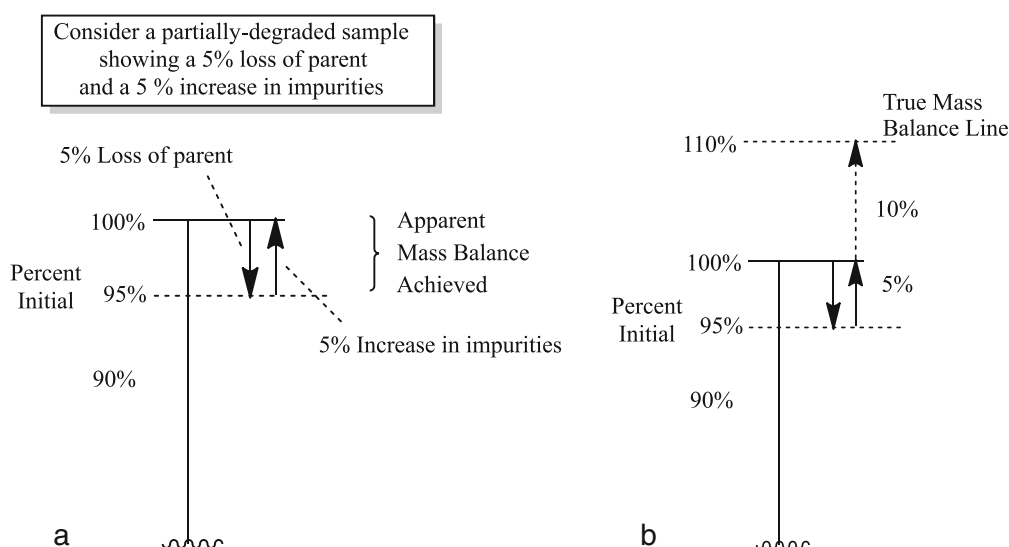 Consider a partially-degraded sample
showing a 5% loss of parent
and a 5 % increase in impurities
5% Loss of parent
100%
Apparent
Mass Balance
Achieved
Percent
Initial
95%
5% Increase in impurities
90%
a
True Mass
Balance Line
110%
10%
100%
5%
Percent
Initial
95%
90%
b